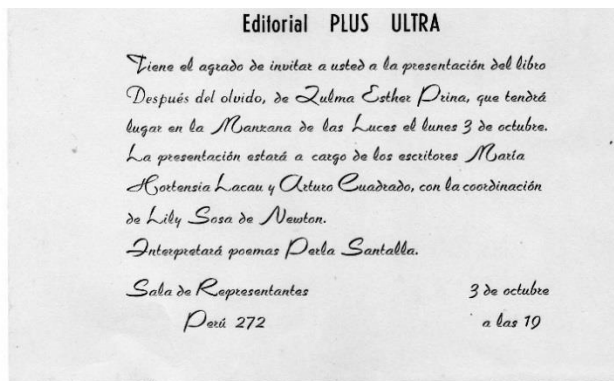 Editorial PLUS ULTRA
Tiene el agrado de invitar a usted a la presentación del libro
Después del olvido, de Zulma Esther Prina, que tendrá
lugar en la Manzana de las Luces el lunes 3 de octubre.
La presentación estará a cargo de los escritores María
Hortensia Lacau y Arturo Cuadrado, con la coordinación
de Lily Sosa de Newton.
Interpretará poemas Perla Santalla.
Sala de Representantes 3 de octubre
Perú 272 a las 19